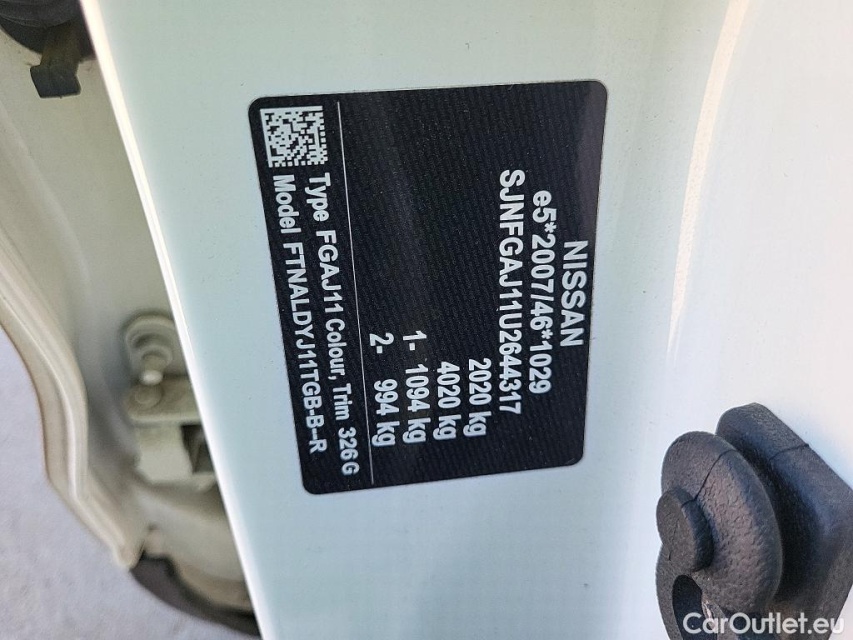 NISSAN
e5*2007/46*1029
SJNFGAJ11U2644317
2020 kg
4020 kg
1- 1094 kg
2- 994 kg
Type FGAJ11 Colour, Trim 326 G
Model FTNALDYJ11TGB-B--R
CarOutlet.eu